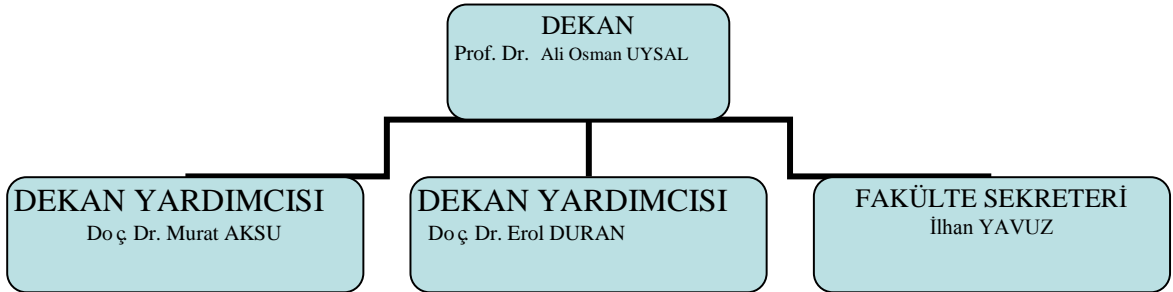 DEKAN
Prof. Dr. Ali Osman UYSAL
DEKAN YARDIMCISI
Doç. Dr. Murat AKSU
DEKAN YARDIMCISI
Doç. Dr. Erol DURAN
FAKÜLTE SEKRETERİ
İlhan YAVUZ